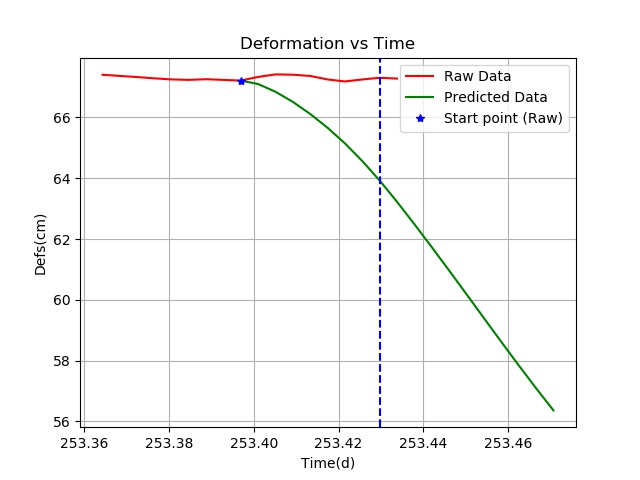 Deformation vs Time
Raw Data
Predicted Data
Start point (Raw)
Defs(cm)
66
64
62
60
58
56
253.36 253.38 253.40 253.42 253.44 253.46
Time(d)